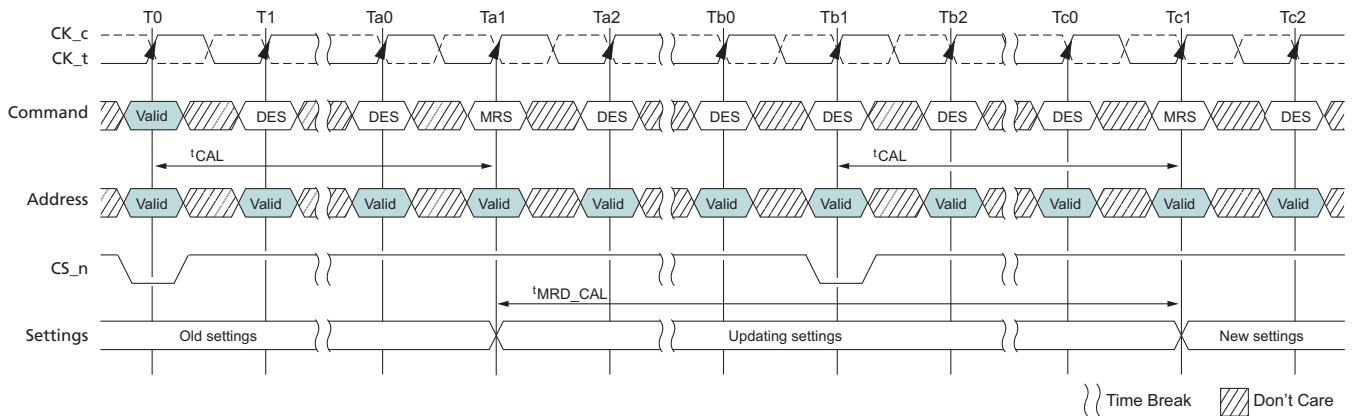 T0 T1 Ta0 Ta1 Ta2 Tb0 Tb1 Tb2 Tc0 Tc1 Tc2
CK_c
CK_t
Command Valid DES DES MRS DES DES DES DES DES MRS DES
tCAL tCAL
Address Valid Valid Valid Valid Valid Valid Valid Valid Valid Valid Valid
CS_n
tMRD_CAL
Settings Old settings Updating settings New settings
Time Break Don't Care